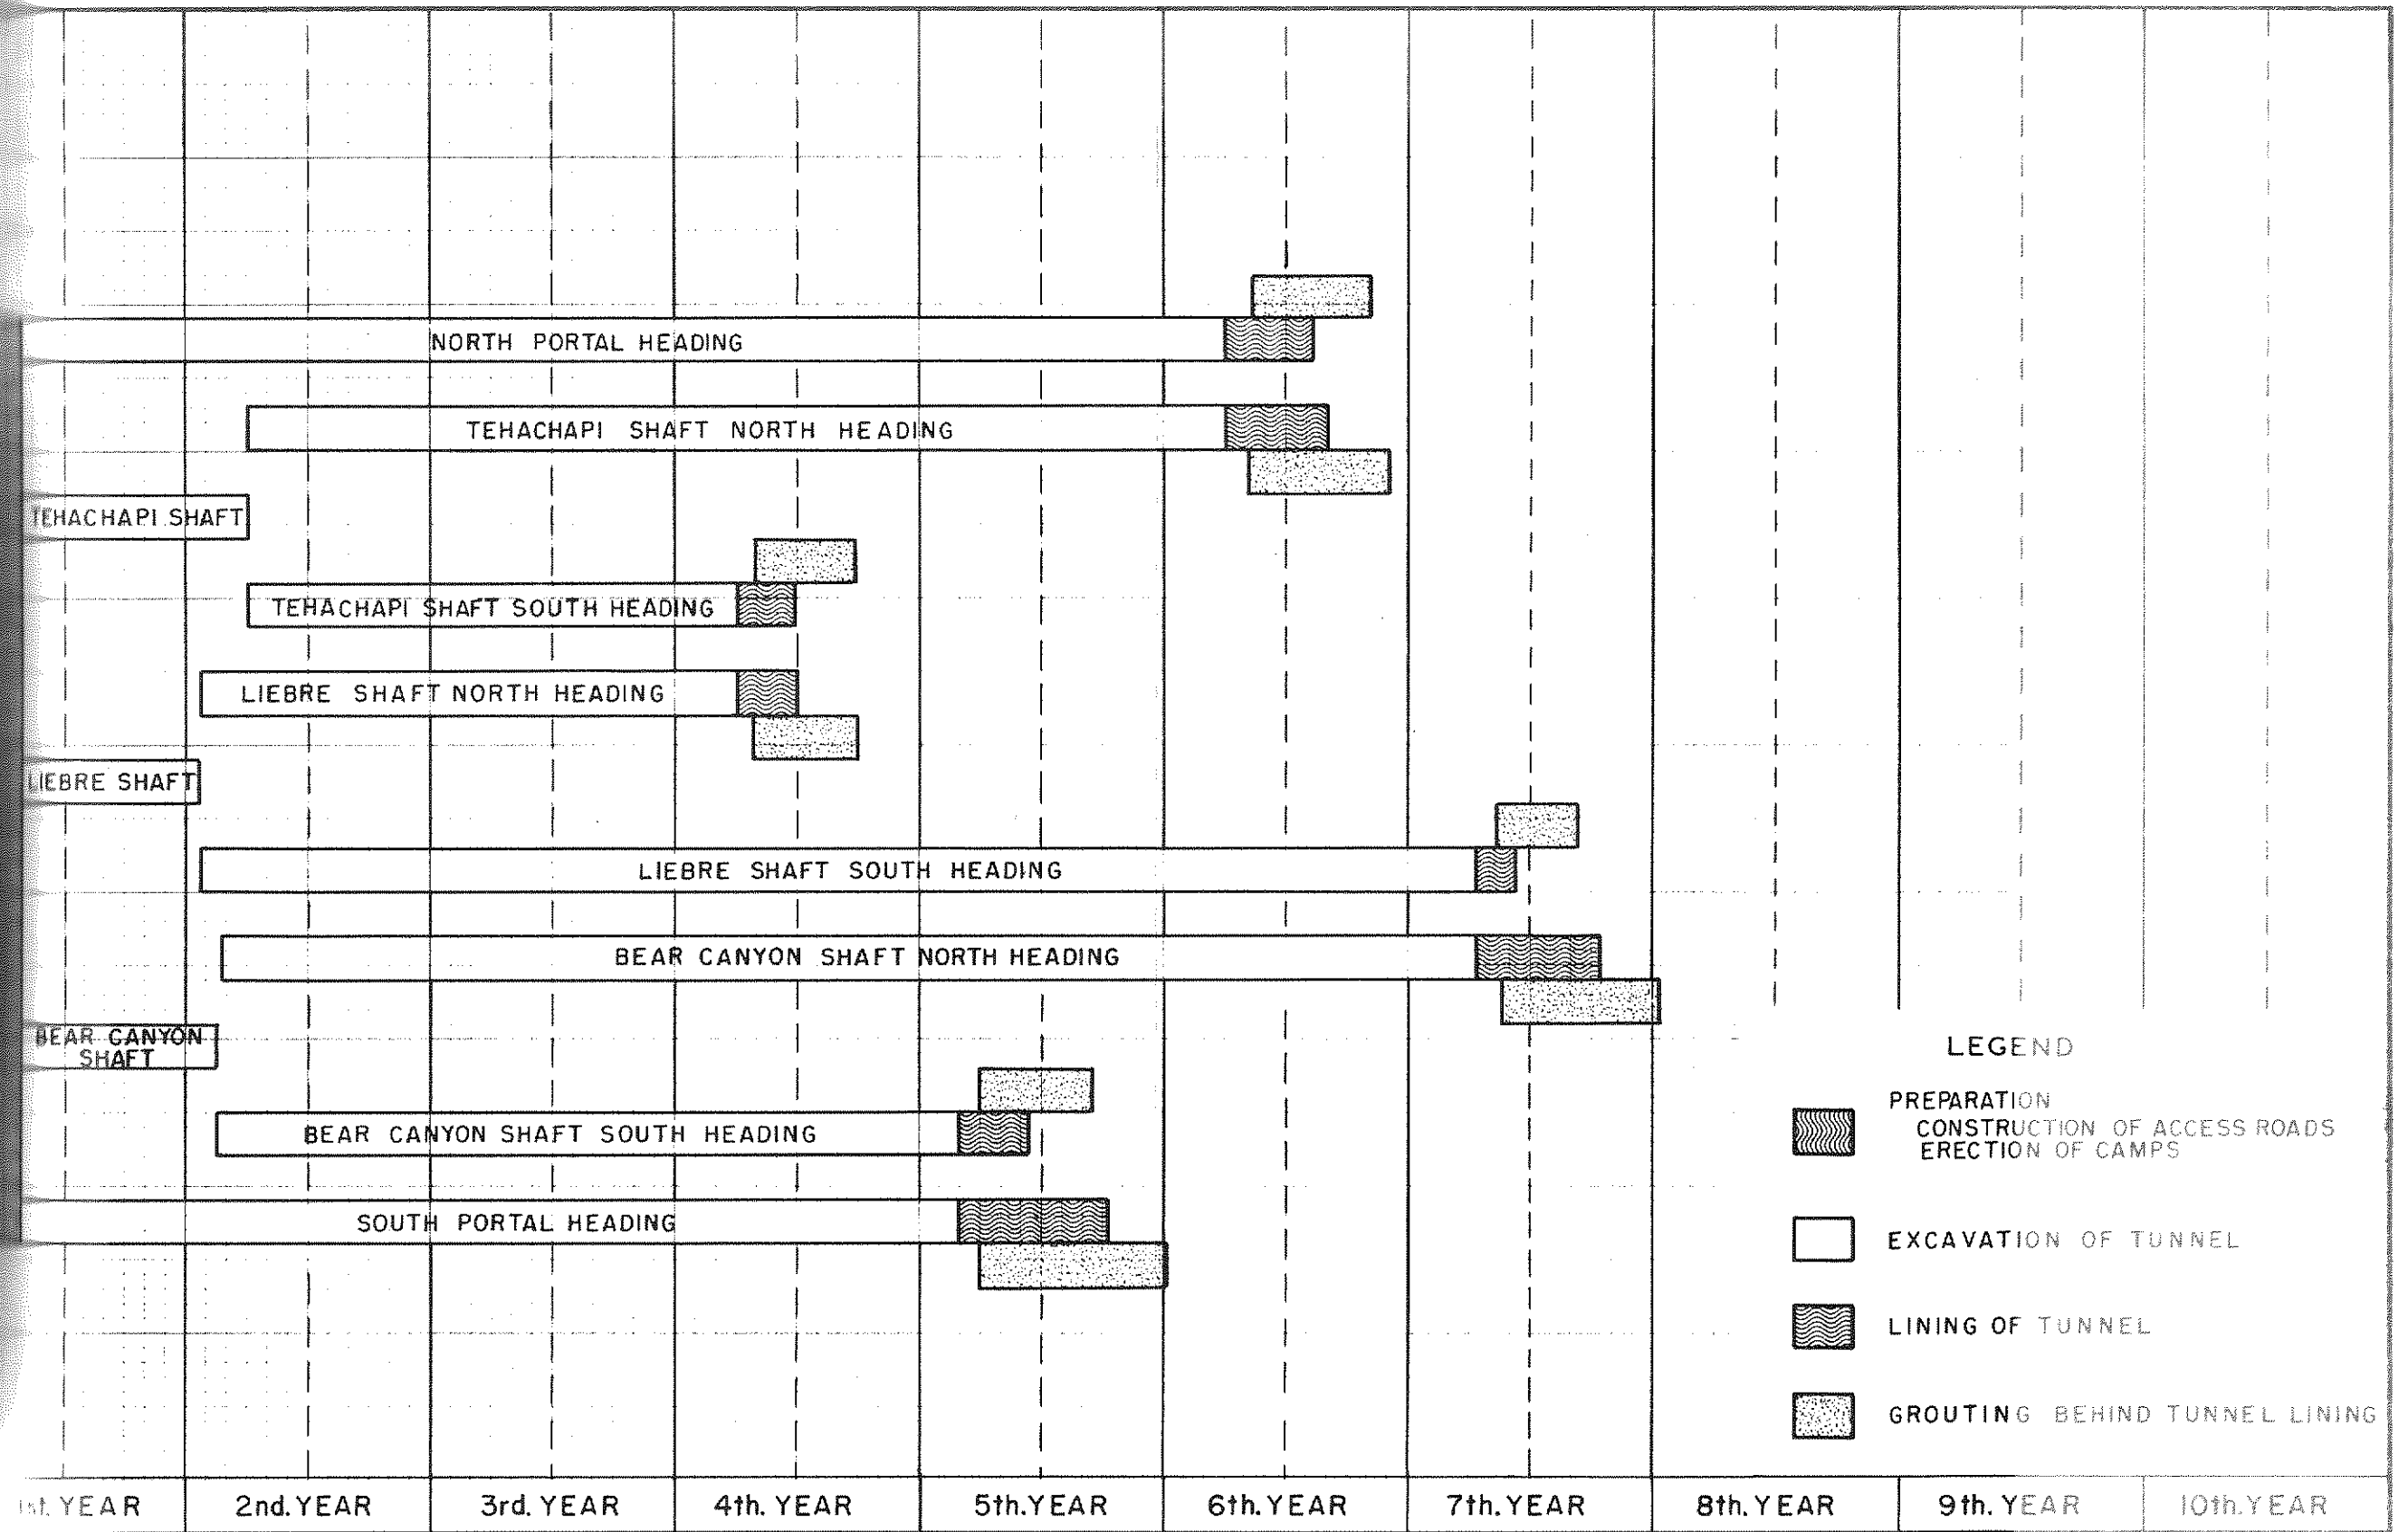 NORTH PORTAL HEADING
TEHACHAPI SHAFT NORTH HEADING
TEHACHAPI SHAFT
TEHACHAPI SHAFT SOUTH HEADING
LIEBRE SHAFT NORTH HEADING
LIEBRE SHAFT
LIEBRE SHAFT SOUTH HEADING
BEAR CANYON SHAFT NORTH HEADING
BEAR CANYON
SHAFT
BEAR CANYON SHAFT SOUTH HEADING
SOUTH PORTAL HEADING
LEGEND
PREPARATION
CONSTRUCTION OF ACCESS ROADS
ERECTION OF CAMPS
EXCAVATION OF TUNNEL
LINING OF TUNNEL
GROUTING BEHIND TUNNEL LINING
1st. YEAR 2nd. YEAR 3rd. YEAR 4th. YEAR 5th. YEAR 6th. YEAR 7th. YEAR 8th. YEAR 9th. YEAR 10th. YEAR